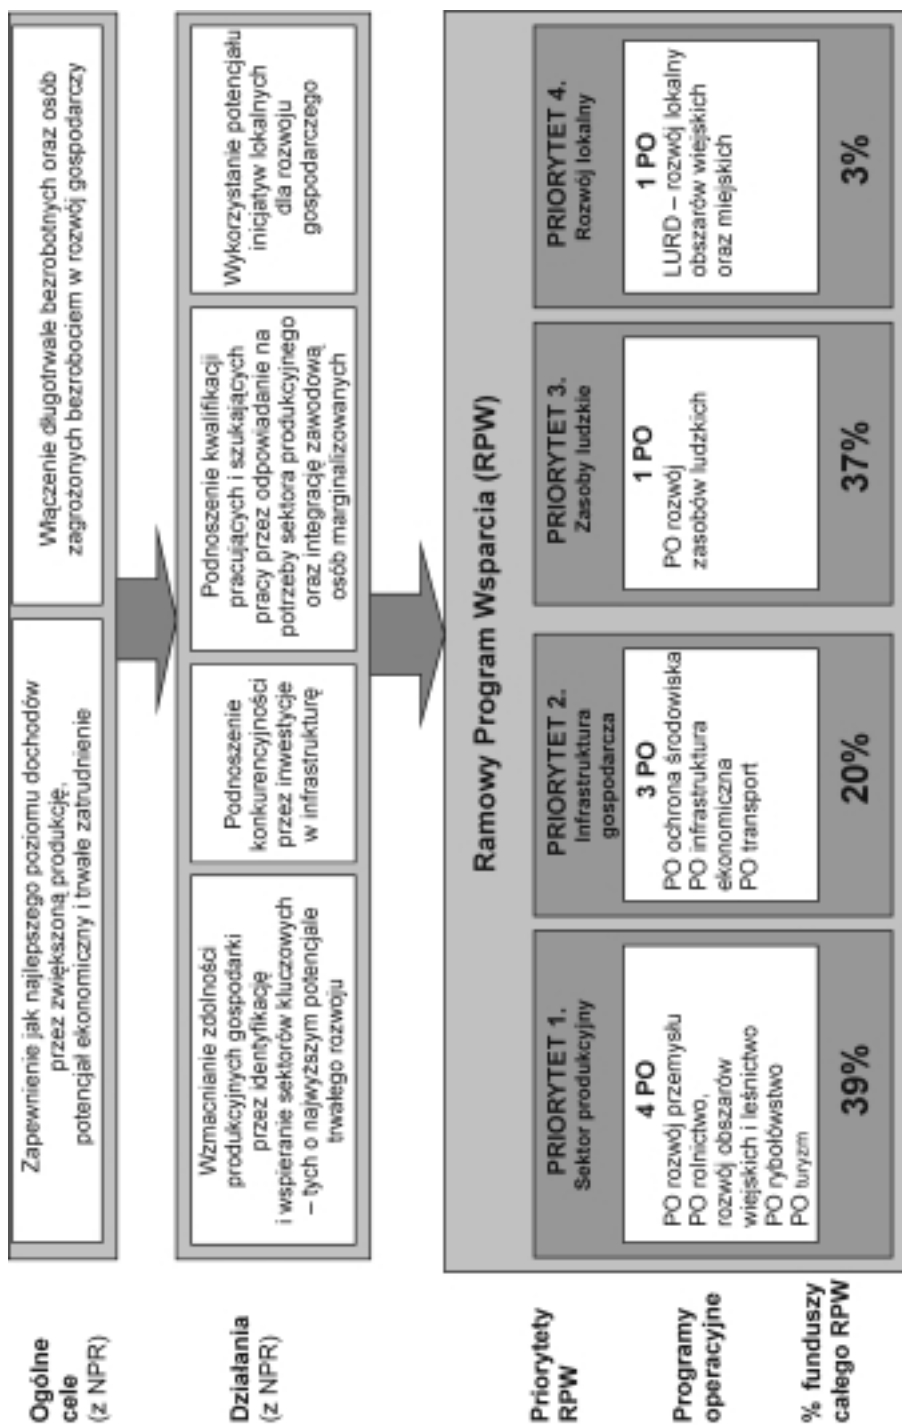 Ogólne
cele
(z NPR)
Zapewnienie jak najlepszego poziomu dochodów
przez zwiększoną produkcję,
potencjał ekonomiczny i trwałe zatrudnienie
Włączenie długotrwale bezrobotnych oraz osób
zagrożonych bezrobociem w rozwój gospodarczy
Działania
(z NPR)
Wzmacnianie zdolności
produkcyjnych gospodarki
przez identyfikację
i wspieranie sektorów kluczowych
– tych o najwyższym potencjale
trwałego rozwoju
Podnoszenie
konkurencyjności
przez inwestycje
w infrastrukturę
Podnoszenie kwalifikacji
pracujących i szukających
pracy przez odpowiadanie na
potrzeby sektora produkcyjnego
oraz integrację zawodową
osób marginalizowanych
Wykorzystanie potencjału
inicjatyw lokalnych
dla rozwoju
gospodarczego
Ramowy Program Wsparcia (RPW)
Priorytety
RPW
PRIORYTET 1.
Sektor produkcyjny
PRIORYTET 2.
Infrastruktura
gospodarcza
PRIORYTET 3.
Zasoby ludzkie
PRIORYTET 4.
Rozwój lokalny
Programy
operacyjne
4 PO
PO rozwój przemysłu
PO rolnictwo,
rozwój obszarów
wiejskich i leśnictwo
PO rybołówstwo
PO turyzm
3 PO
PO ochrona środowiska
PO infrastruktura
ekonomiczna
PO transport
1 PO
PO rozwój
zasobów ludzkich
1 PO
LURD – rozwój lokalny
obszarów wiejskich
oraz miejskich
% funduszy
całego RPW
39%
20%
37%
3%